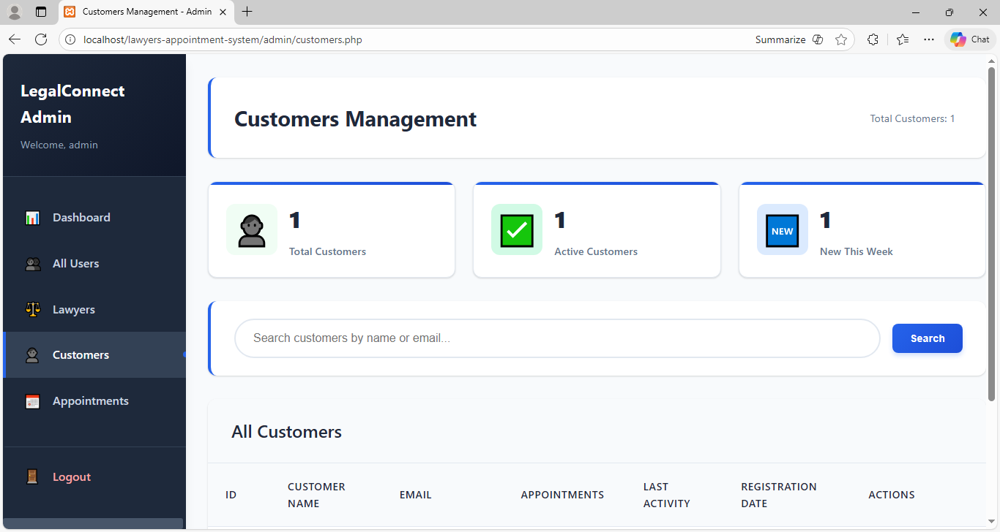 Customers Management - Admin
localhost/lawyers-appointment-system/admin/customers.php
Summarize
Chat
LegalConnect
Admin
Welcome, admin
Dashboard
All Users
Lawyers
Customers
Appointments
Logout
Customers Management
Total Customers: 1
1
Total Customers
1
Active Customers
NEW
1
New This Week
Search customers by name or email...
Search
All Customers
ID
CUSTOMER
NAME
EMAIL
APPOINTMENTS
LAST
ACTIVITY
REGISTRATION
DATE
ACTIONS